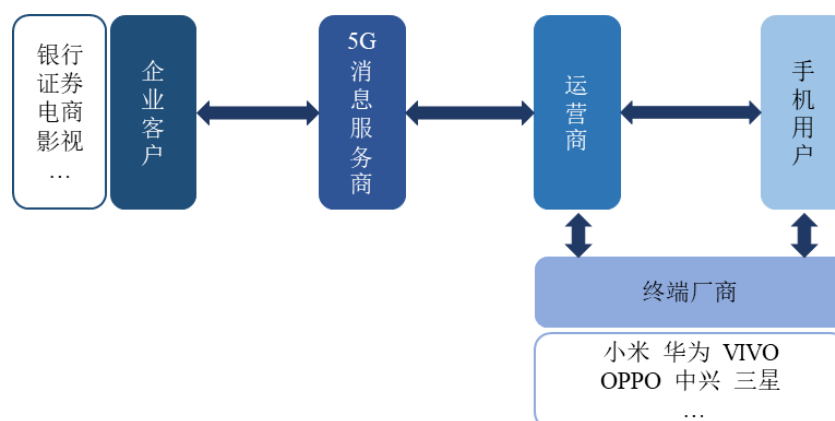 银行
证券
电商
影视
…
企业客户
5G
消息服务商
运营商
手机用户
终端厂商
小米 华为 VIVO
OPPO 中兴 三星
…